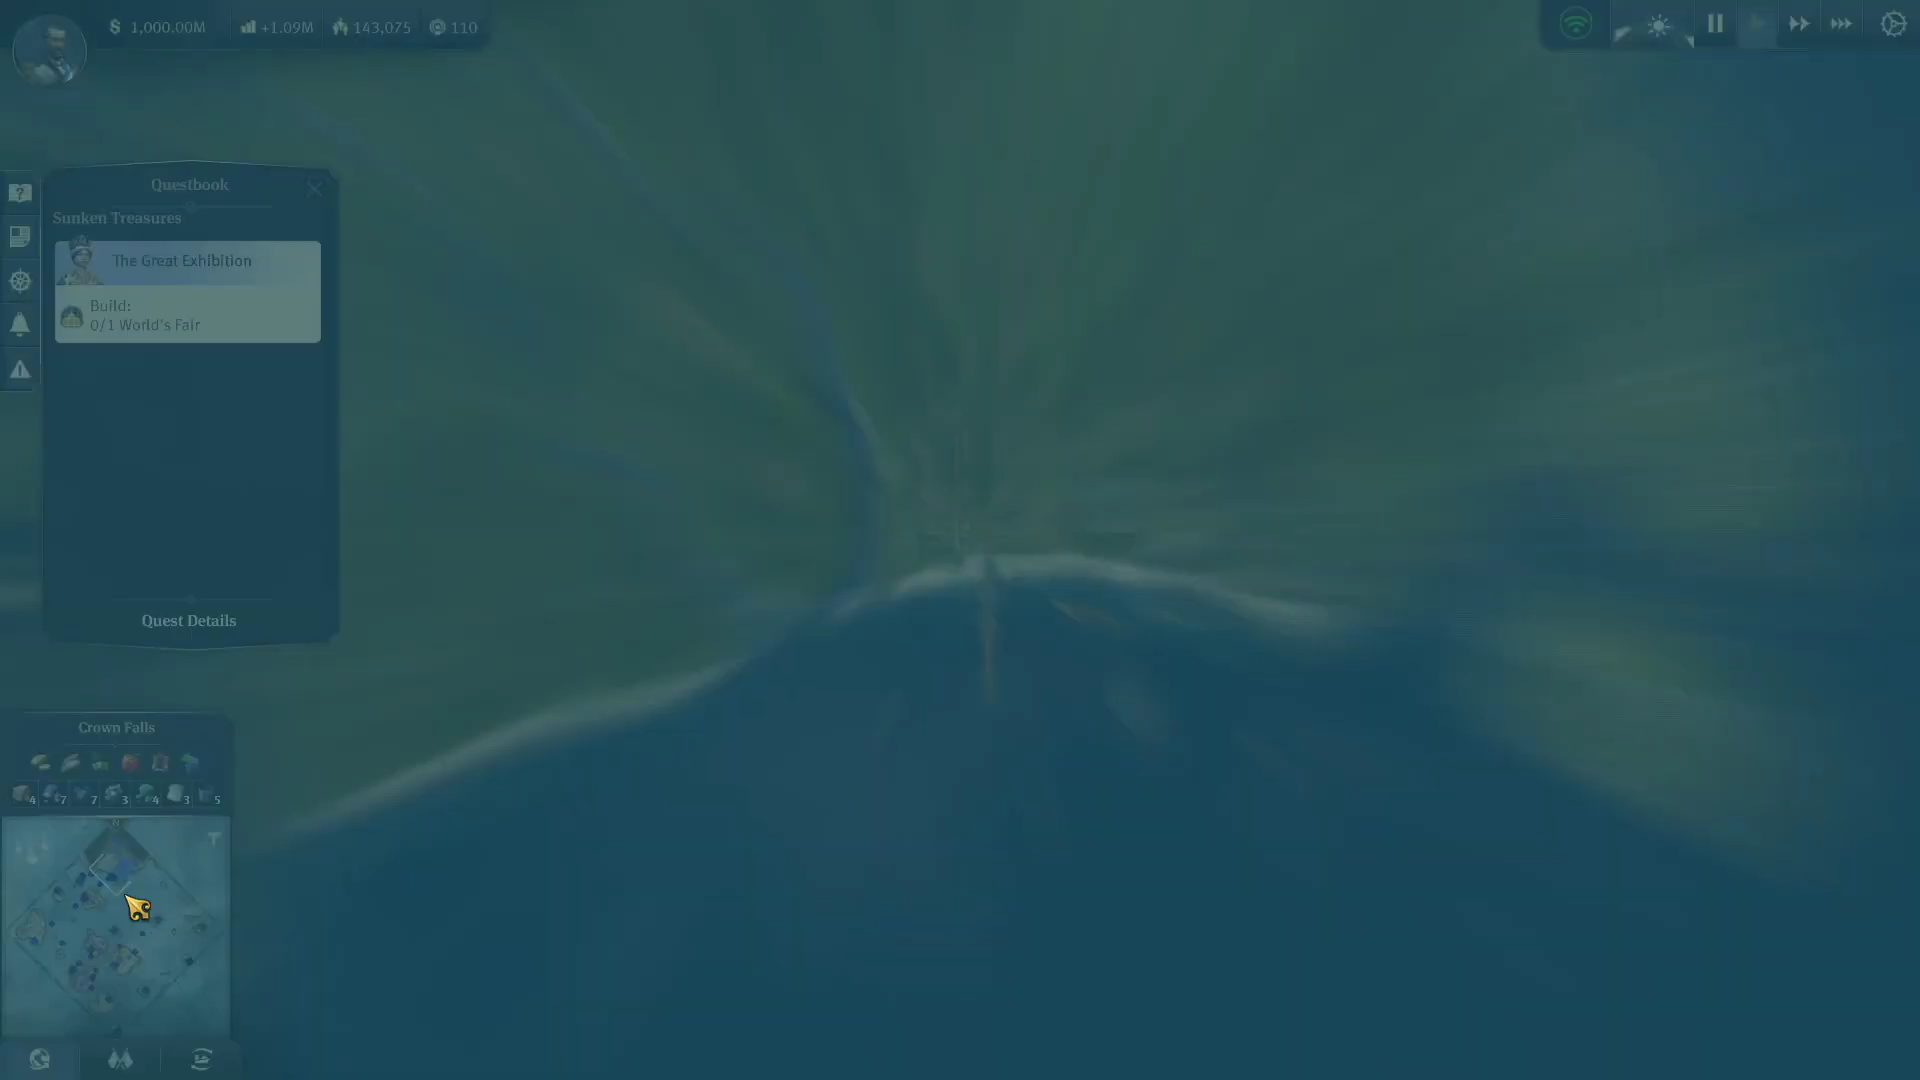 $ 1,000.00M +1.09M 143,075 110
Questbook
Sunken Treasures
The Great Exhibition
Build:
0/1 World's Fair
Quest Details
Crown Falls
4 7 7 3 4 3 5
N